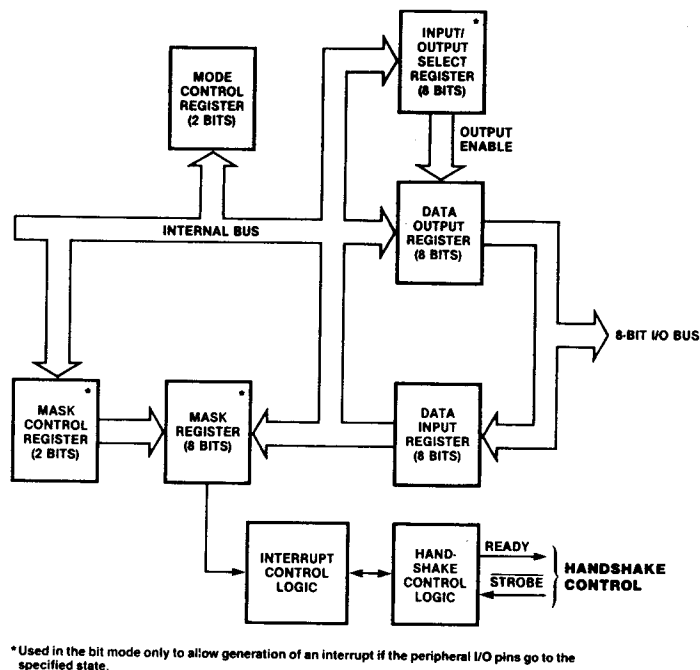 *
INPUT/
OUTPUT
SELECT
REGISTER
(8 BITS)
MODE
CONTROL
REGISTER
(2 BITS)
OUTPUT
ENABLE
DATA
OUTPUT
REGISTER
(8 BITS)
INTERNAL BUS
8-BIT I/O BUS
*
MASK
CONTROL
REGISTER
(2 BITS)
*
MASK
REGISTER
(8 BITS)
DATA
INPUT
REGISTER
(8 BITS)
INTERRUPT
CONTROL
LOGIC
HAND-
SHAKE
CONTROL
LOGIC
READY
STROBE
HANDSHAKE
CONTROL
*Used in the bit mode only to allow generation of an interrupt if the peripheral I/O pins go to the
specified state.